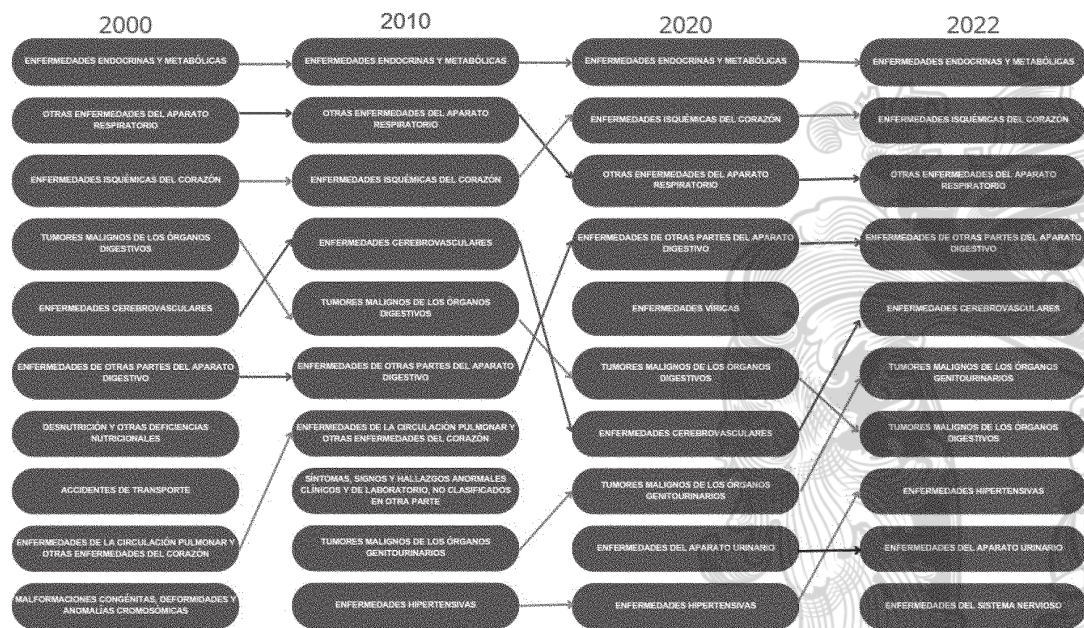 2000
2010
2020
2022
ENFERMEDADES ENDOCRINAS Y METABÓLICAS
OTRAS ENFERMEDADES DEL APARATO
RESPIRATORIO
ENFERMEDADES ISQUÉMICAS DEL CORAZÓN
TUMORES MALIGNOS DE LOS ÓRGANOS
DIGESTIVOS
ENFERMEDADES CEREBROVASCULARES
ENFERMEDADES DE OTRAS PARTES DEL APARATO
DIGESTIVO
DESNUTRICIÓN Y OTRAS DEFICIENCIAS
NUTRICIONALES
ACCIDENTES DE TRANSPORTE
ENFERMEDADES DE LA CIRCULACIÓN PULMONAR Y
OTRAS ENFERMEDADES DEL CORAZÓN
MALFORMACIONES CONGÉNITAS, DEFORMIDADES Y
ANOMALÍAS CROMOSÓMICAS
ENFERMEDADES ENDOCRINAS Y METABÓLICAS
OTRAS ENFERMEDADES DEL APARATO
RESPIRATORIO
ENFERMEDADES ISQUÉMICAS DEL CORAZÓN
ENFERMEDADES CEREBROVASCULARES
TUMORES MALIGNOS DE LOS ÓRGANOS
DIGESTIVOS
ENFERMEDADES DE OTRAS PARTES DEL APARATO
DIGESTIVO
ENFERMEDADES DE LA CIRCULACIÓN PULMONAR Y
OTRAS ENFERMEDADES DEL CORAZÓN
SÍNTOMAS, SIGNOS Y HALLAZGOS ANORMALES
CLÍNICOS Y DE LABORATORIO, NO CLASIFICADOS
EN OTRA PARTE
TUMORES MALIGNOS DE LOS ÓRGANOS
GENITOURINARIOS
ENFERMEDADES HIPERTENSIVAS
ENFERMEDADES ENDOCRINAS Y METABÓLICAS
ENFERMEDADES ISQUÉMICAS DEL CORAZÓN
OTRAS ENFERMEDADES DEL APARATO
RESPIRATORIO
ENFERMEDADES DE OTRAS PARTES DEL APARATO
DIGESTIVO
ENFERMEDADES VÍRICAS
TUMORES MALIGNOS DE LOS ÓRGANOS
DIGESTIVOS
ENFERMEDADES CEREBROVASCULARES
TUMORES MALIGNOS DE LOS ÓRGANOS
GENITOURINARIOS
ENFERMEDADES DEL APARATO URINARIO
ENFERMEDADES HIPERTENSIVAS
ENFERMEDADES ENDOCRINAS Y METABÓLICAS
ENFERMEDADES ISQUÉMICAS DEL CORAZÓN
OTRAS ENFERMEDADES DEL APARATO
RESPIRATORIO
ENFERMEDADES DE OTRAS PARTES DEL APARATO
DIGESTIVO
ENFERMEDADES CEREBROVASCULARES
TUMORES MALIGNOS DE LOS ÓRGANOS
GENITOURINARIOS
TUMORES MALIGNOS DE LOS ÓRGANOS
DIGESTIVOS
ENFERMEDADES HIPERTENSIVAS
ENFERMEDADES DEL APARATO URINARIO
ENFERMEDADES DEL SISTEMA NERVIOSO